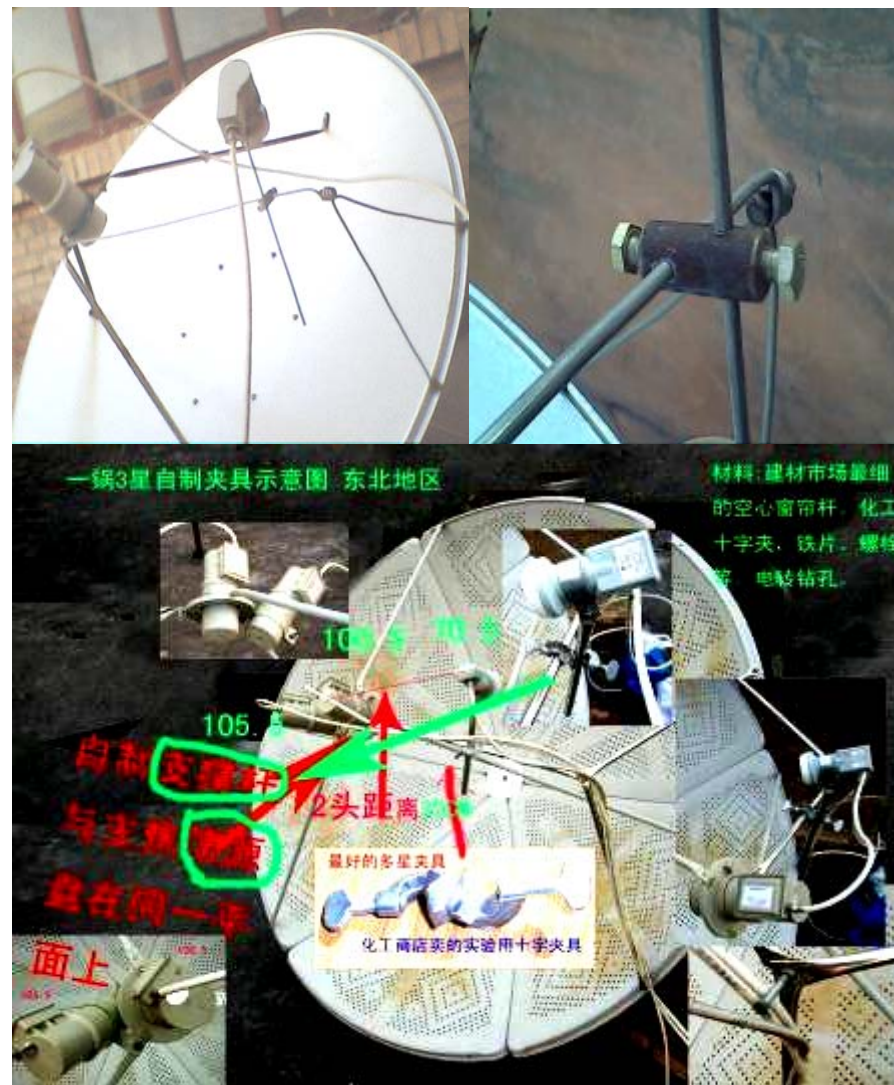 一锅3星自制夹具示意图 东北地区
材料:建材市场最细
的空心窗帘杆. 化工
十字夹. 铁片. 螺栓
等 电钻钻孔.
100.5
105.5
自制支撑杆
2头距离
与主焦
盘在同一平
面上
最好的多星夹具
化工商店卖的实验用十字夹具